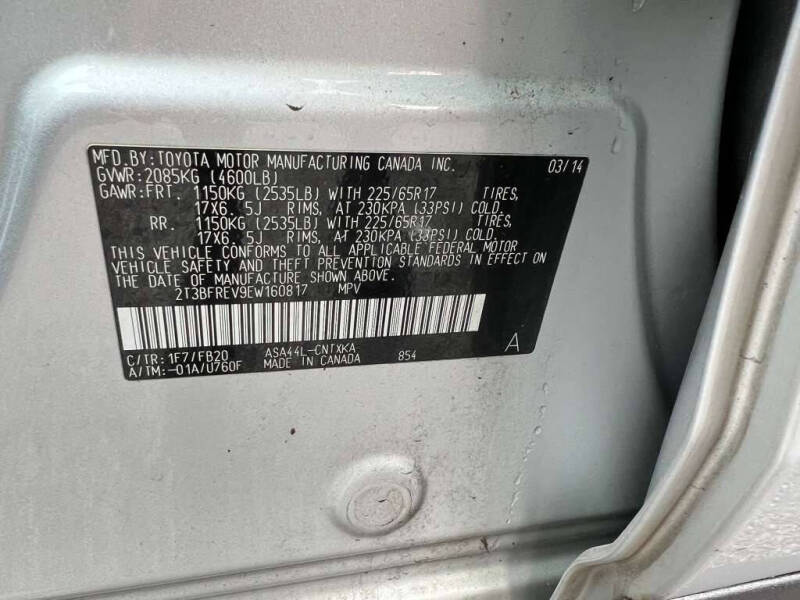 MFD.BY:TOYOTA MOTOR MANUFACTURING CANADA INC. 03/14
GVWR:2085KG (4600LB)
GAWR:FRT. 1150KG (2535LB) WITH 225/65R17 TIRES,
17X6.5J RIMS, AT 230KPA (33PSI) COLD.
RR. 1150KG (2535LB) WITH 225/65R17 TIRES,
17X6.5J RIMS, AT 230KPA (33PSI) COLD.
THIS VEHICLE CONFORMS TO ALL APPLICABLE FEDERAL MOTOR
VEHICLE SAFETY AND THEFT PREVENTION STANDARDS IN EFFECT ON
THE DATE OF MANUFACTURE SHOWN ABOVE.
2T3BFREV9EW160817 MPV
C/TR:1F7/FB20 ASA44L-CNTXKA 854 A
A/TM:-01A/U760F MADE IN CANADA